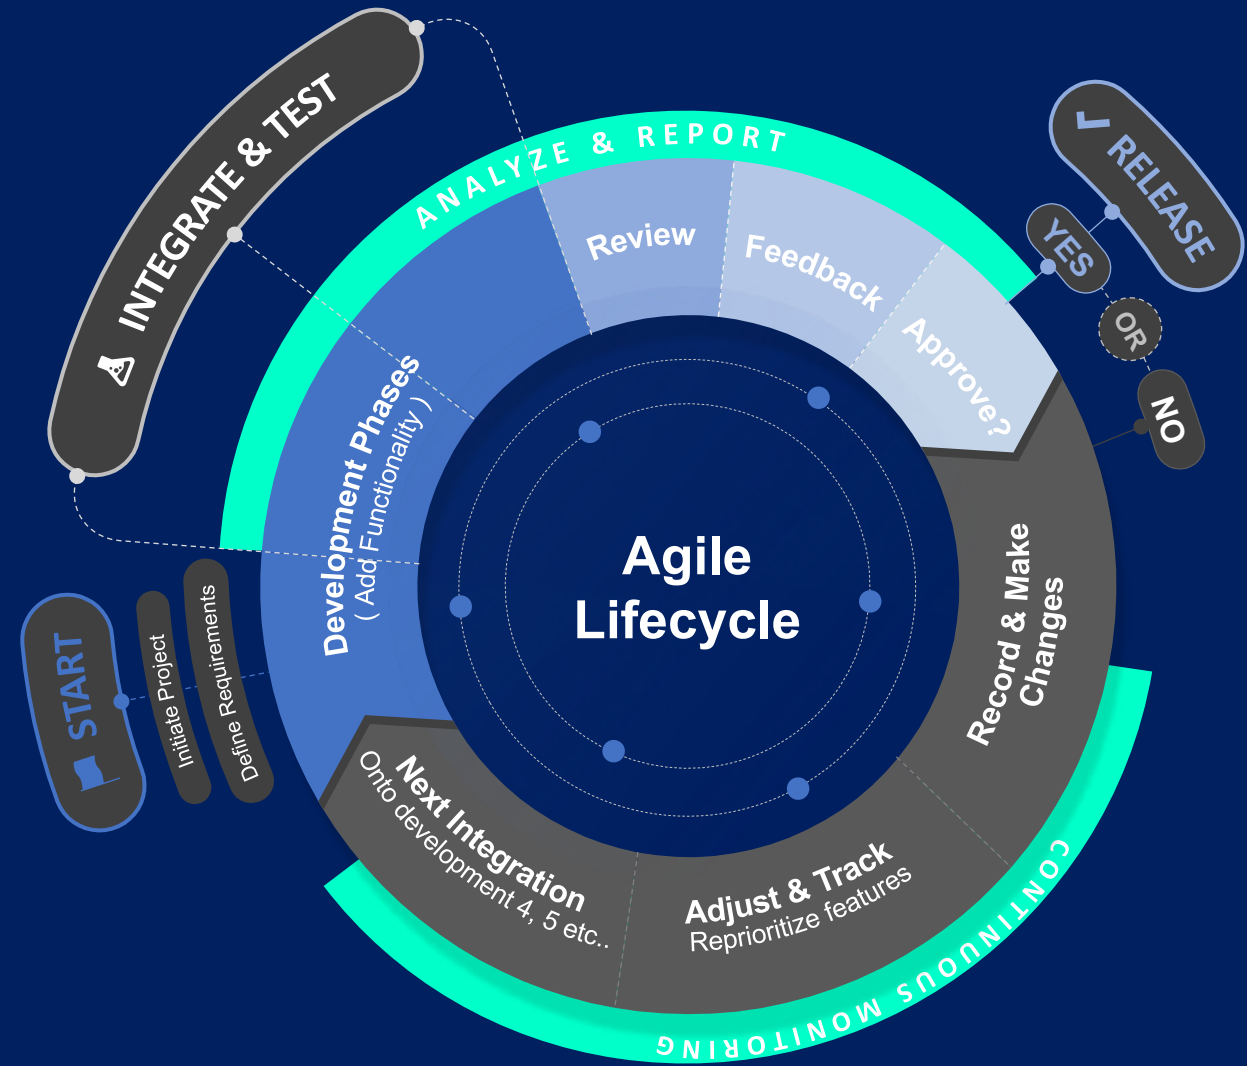 Agile
Lifecycle
START
Initiate Project
Define Requirements
Development Phases
( Add Functionality )
INTEGRATE & TEST
ANALYZE & REPORT
Review
Feedback
Approve?
YES
OR
NO
RELEASE
Record & Make
Changes
Adjust & Track
Reprioritize features
Next Integration
Onto development 4, 5 etc..
CONTINUOUS MONITORING